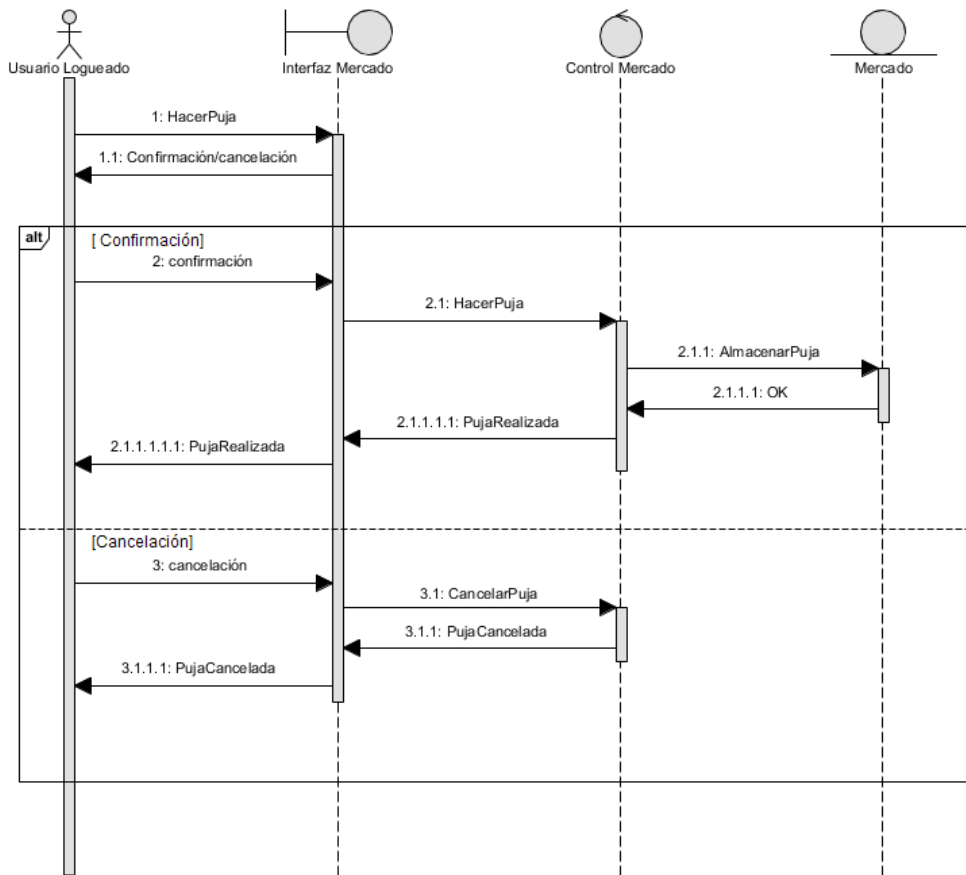 Usuario Logueado
Interfaz Mercado
Control Mercado
Mercado
1: HacerPuja
1.1: Confirmación/cancelación
alt
[ Confirmación]
2: confirmación
2.1: HacerPuja
2.1.1: AlmacenarPuja
2.1.1.1: OK
2.1.1.1.1: PujaRealizada
2.1.1.1.1.1: PujaRealizada
[Cancelación]
3: cancelación
3.1: CancelarPuja
3.1.1: PujaCancelada
3.1.1.1: PujaCancelada